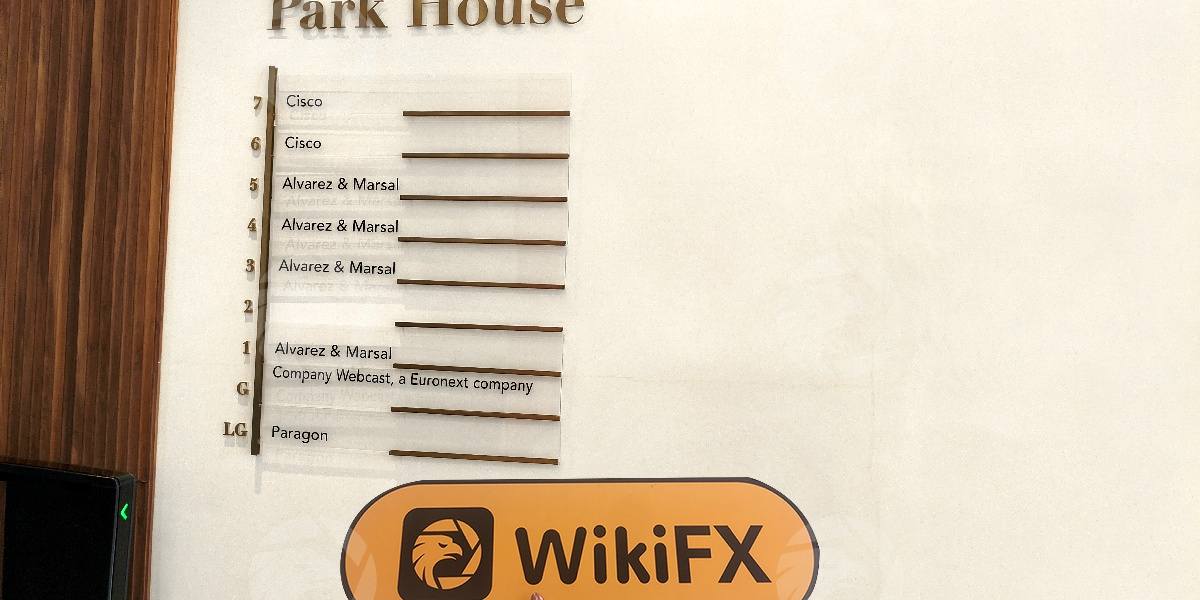 Park House
7 Cisco
6 Cisco
5 Alvarez & Marsal
4 Alvarez & Marsal
3 Alvarez & Marsal
2
1 Alvarez & Marsal
G Company Webcast, a Euronext company
LG Paragon
WikiFX